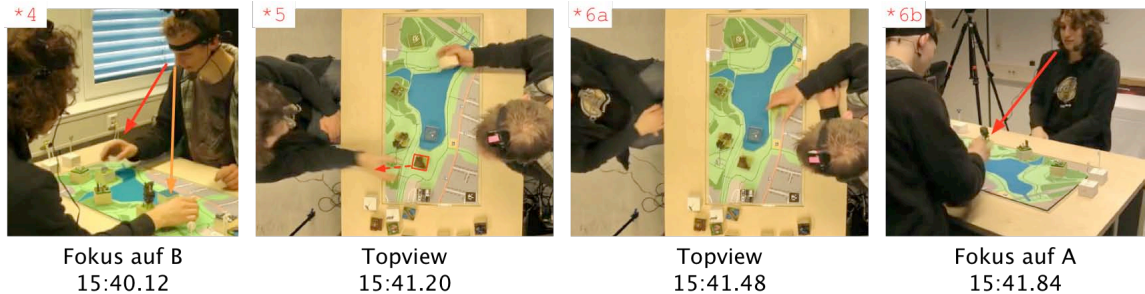 *4
*5
*6a
*6b
Fokus auf B
15:40.12
Topview
15:41.20
Topview
15:41.48
Fokus auf A
15:41.84